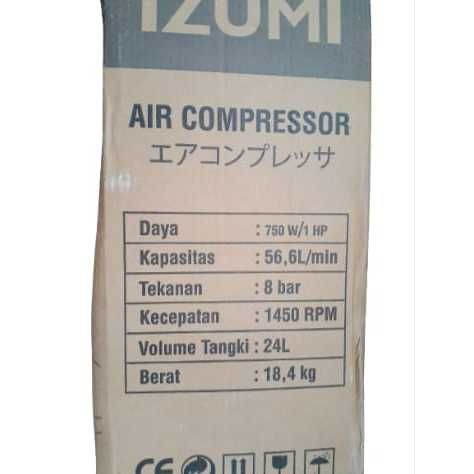 IZUMI
AIR COMPRESSOR
エアコンプレッサ
Daya : 750 W/1 HP
Kapasitas : 56,6L/min
Tekanan : 8 bar
Kecepatan : 1450 RPM
Volume Tangki : 24L
Berat : 18,4 kg
CE